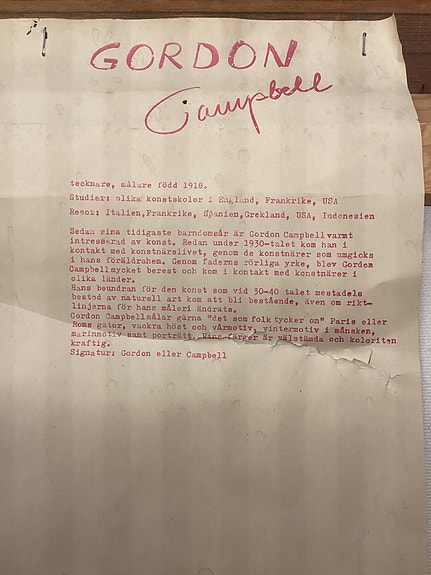 GORDON
Campbell
tecknare, målare född 1918.
Studier: olika konstskolor i England, Frankrike, USA
Resor: Italien,Frankrike, Spanien,Grekland, USA, Indonesien
Sedan sina tidigaste barndomsår är Gordon Campbell varmt
intresserad av konst. Redan under 1930-talet kom han i
kontakt med konstnärslivet, genom de konstnärer som umgicks
i hans föräldrahem. Genom faderns rörliga yrke, blev Gordon
Campbell mycket berest och kom i kontakt med konstnärer i
olika länder.
Hans beundran för den konst som vid 30-40 talet mestadels
bestod av naturell art kom att bli bestående, även om rikt-
linjerna för hans måleri ändrats.
Gordon Campbell målar gärna "det som folk tycker om" Paris eller
Roms gator, vackra höst och vårmotiv, vintermotiv i månsken,
marinmotiv samt porträtt. färger är välstämda och koloriten
kraftig.
Signatur: Gordon eller Campbell